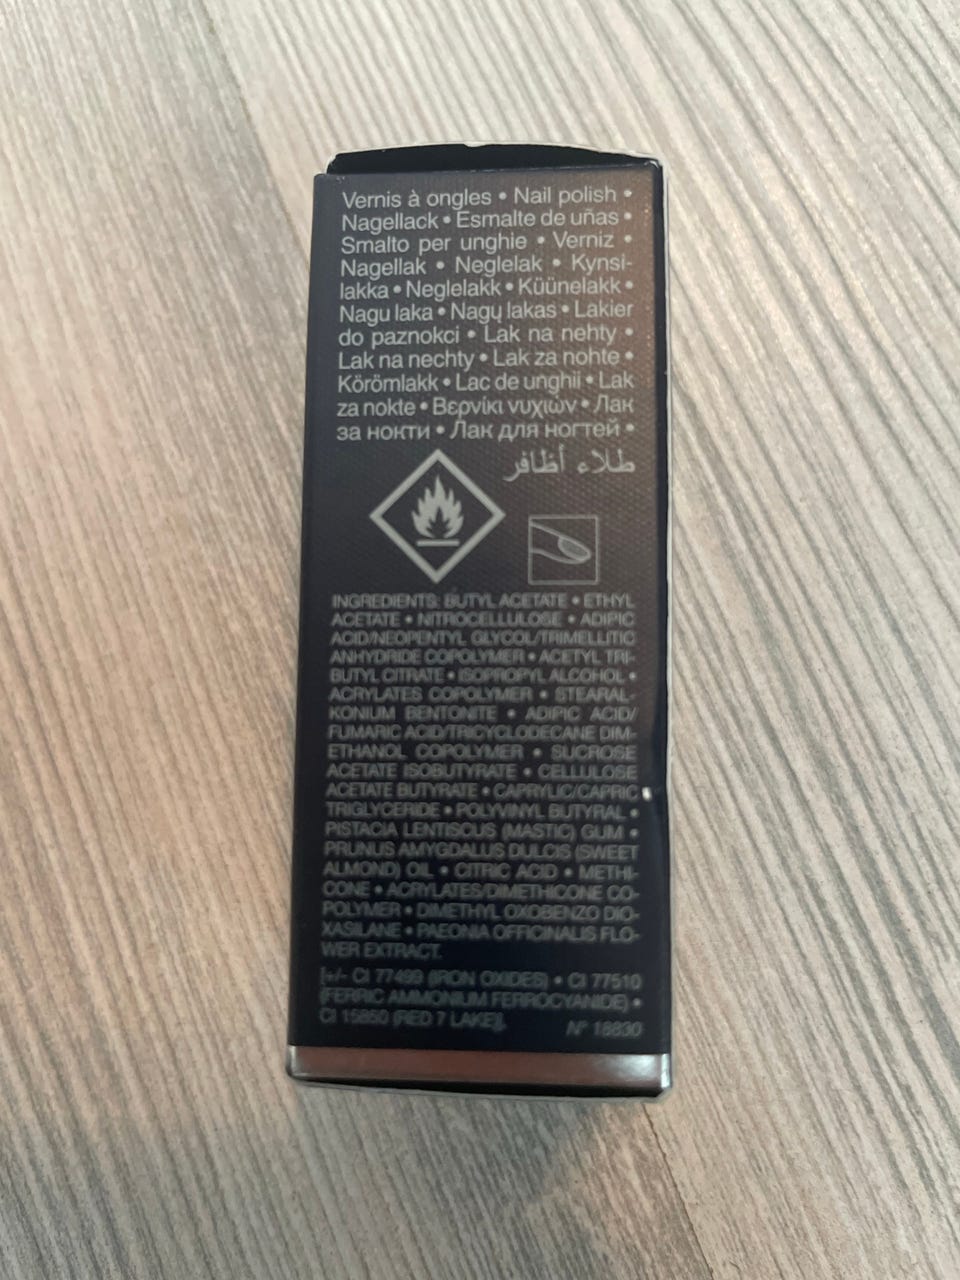 Vernis à ongles • Nail polish •
Nagellack • Esmalte de uñas •
Smalto per unghie • Verniz •
Nagellak • Neglelak • Kynsi-
lakka • Neglelakk • Küünelakk •
Nagu laka • Nagų lakas • Lakier
do paznokci • Lak na nehty •
Lak na nechty • Lak za nohte •
Körömlakk • Lac de unghii • Lak
za nokte • Βερνίκι νυχιών • Лак
за нокти • Лак для ногтей •
طلاء أظافر
INGREDIENTS: BUTYL ACETATE • ETHYL
ACETATE • NITROCELLULOSE • ADIPIC
ACID/NEOPENTYL GLYCOL/TRIMELLITIC
ANHYDRIDE COPOLYMER • ACETYL TRI-
BUTYL CITRATE • ISOPROPYL ALCOHOL •
ACRYLATES COPOLYMER • STEARAL-
KONIUM BENTONITE • ADIPIC ACID/
FUMARIC ACID/TRICYCLODECANE DIM-
ETHANOL COPOLYMER • SUCROSE
ACETATE ISOBUTYRATE • CELLULOSE
ACETATE BUTYRATE • CAPRYLIC/CAPRIC
TRIGLYCERIDE • POLYVINYL BUTYRAL •
PISTACIA LENTISCUS (MASTIC) GUM •
PRUNUS AMYGDALUS DULCIS (SWEET
ALMOND) OIL • CITRIC ACID • METHI-
CONE • ACRYLATES/DIMETHICONE CO-
POLYMER • DIMETHYL OXOBENZO DIO-
XASILANE • PAEONIA OFFICINALIS FLO-
WER EXTRACT.
[+/- CI 77499 (IRON OXIDES) • CI 77510
(FERRIC AMMONIUM FERROCYANIDE) •
CI 15850 (RED 7 LAKE)]. N° 18830